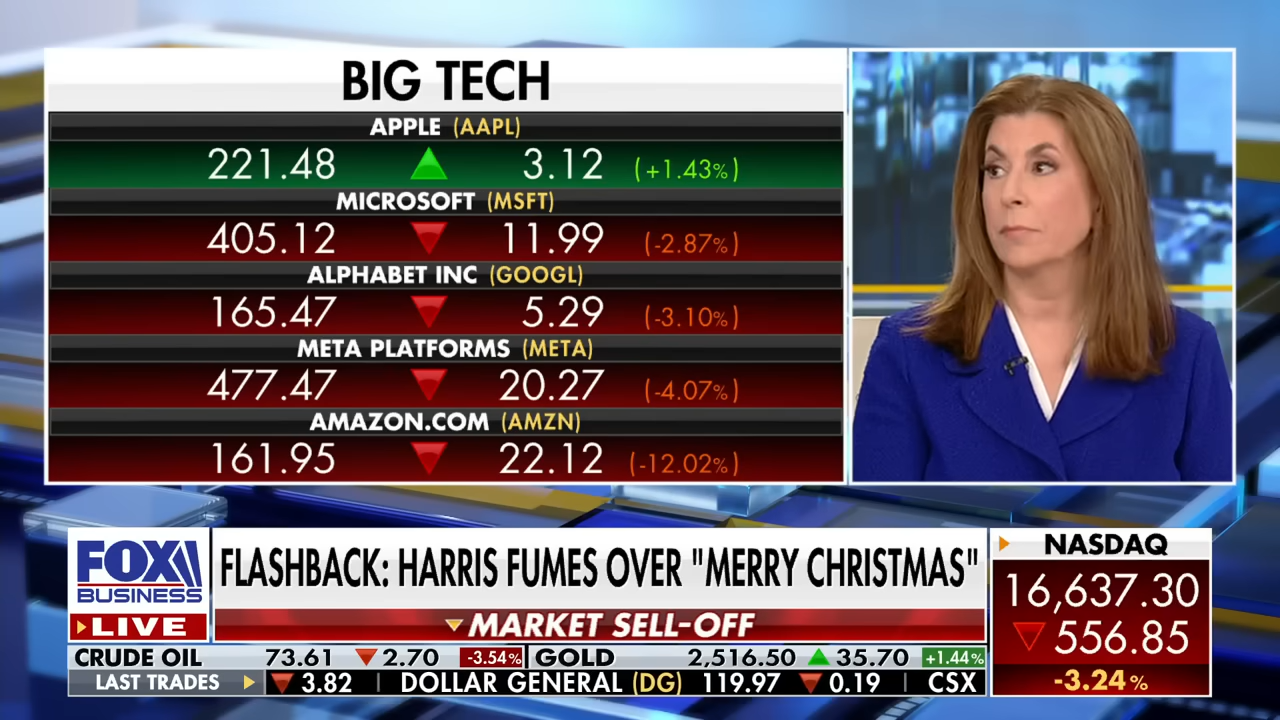 BIG TECH
APPLE (AAPL)
221.48 3.12 (+1.43%)
MICROSOFT (MSFT)
405.12 11.99 (-2.87%)
ALPHABET INC (GOOGL)
165.47 5.29 (-3.10%)
META PLATFORMS (META)
477.47 20.27 (-4.07%)
AMAZON.COM (AMZN)
161.95 22.12 (-12.02%)
FOX
BUSINESS
LIVE
FLASHBACK: HARRIS FUMES OVER "MERRY CHRISTMAS"
MARKET SELL-OFF
NASDAQ
16,637.30
556.85
-3.24%
CRUDE OIL 73.61 2.70 -3.54% GOLD 2,516.50 35.70 +1.44%
LAST TRADES 3.82 | DOLLAR GENERAL (DG) 119.97 0.19 | CSX